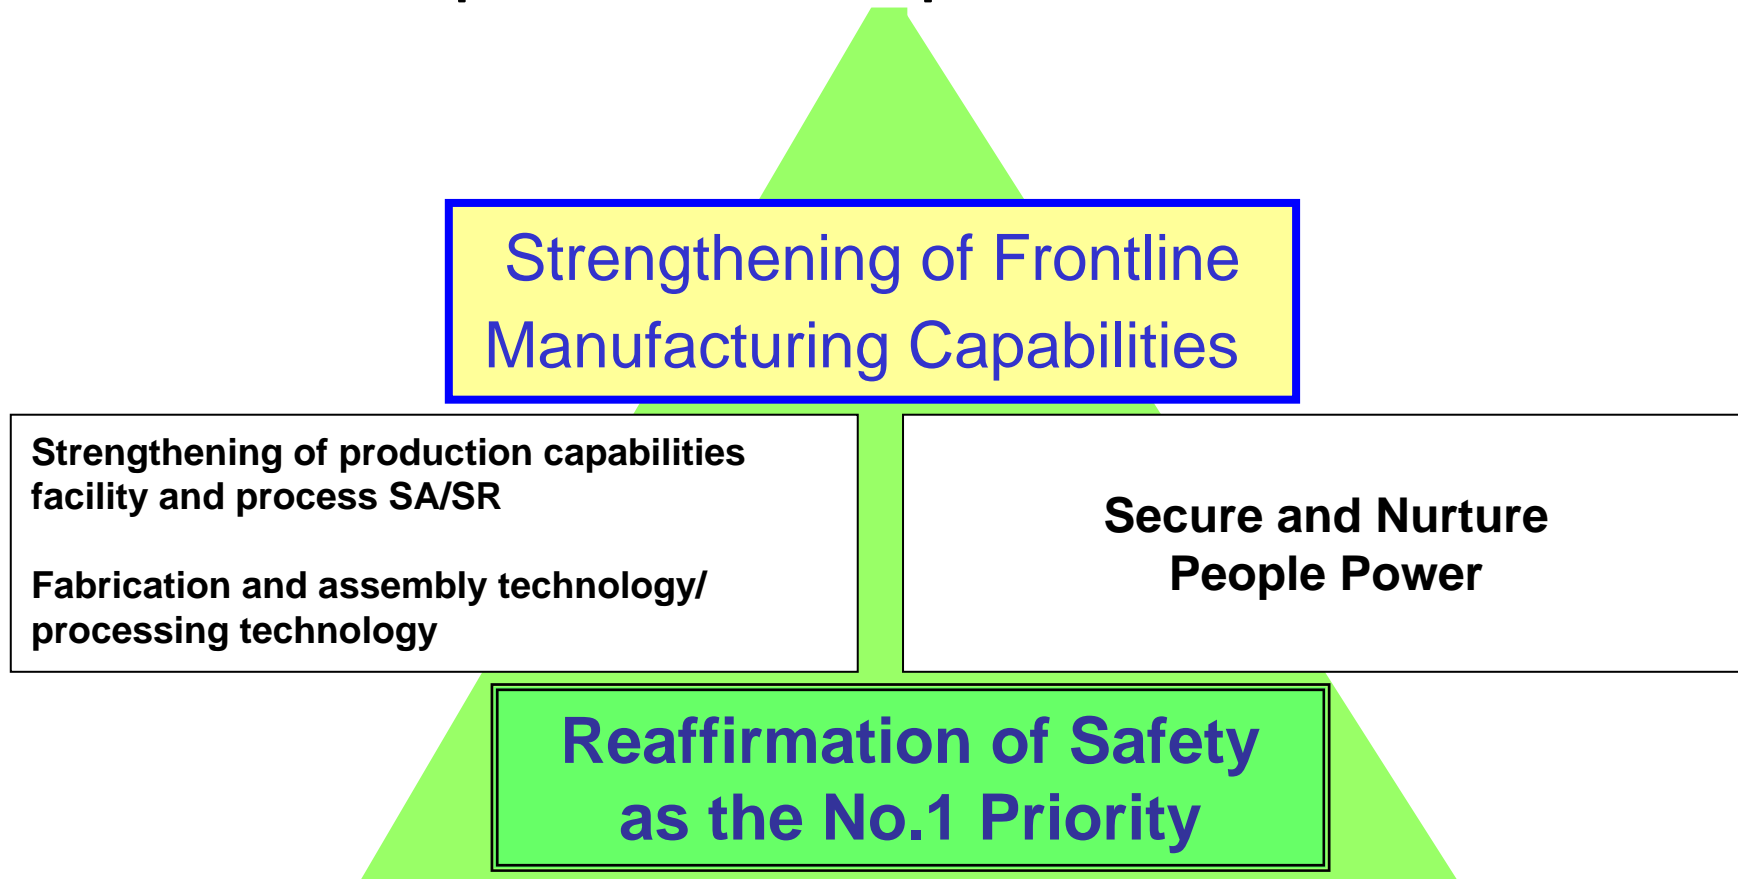 Strengthening of Frontline
Manufacturing Capabilities
Strengthening of production capabilities
facility and process SA/SR
Fabrication and assembly technology/
processing technology
Secure and Nurture
People Power
Reaffirmation of Safety
as the No.1 Priority